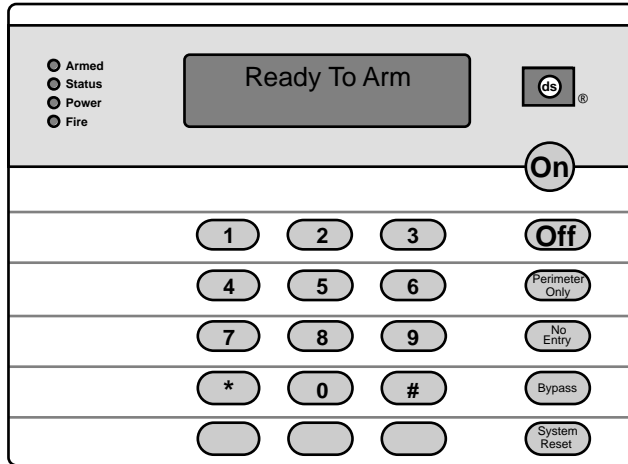 Armed
Status
Power
Fire
Ready To Arm
ds
®
On
1 2 3 Off
4 5 6 Perimeter
Only
7 8 9 No
Entry
* 0 # Bypass
System
Reset